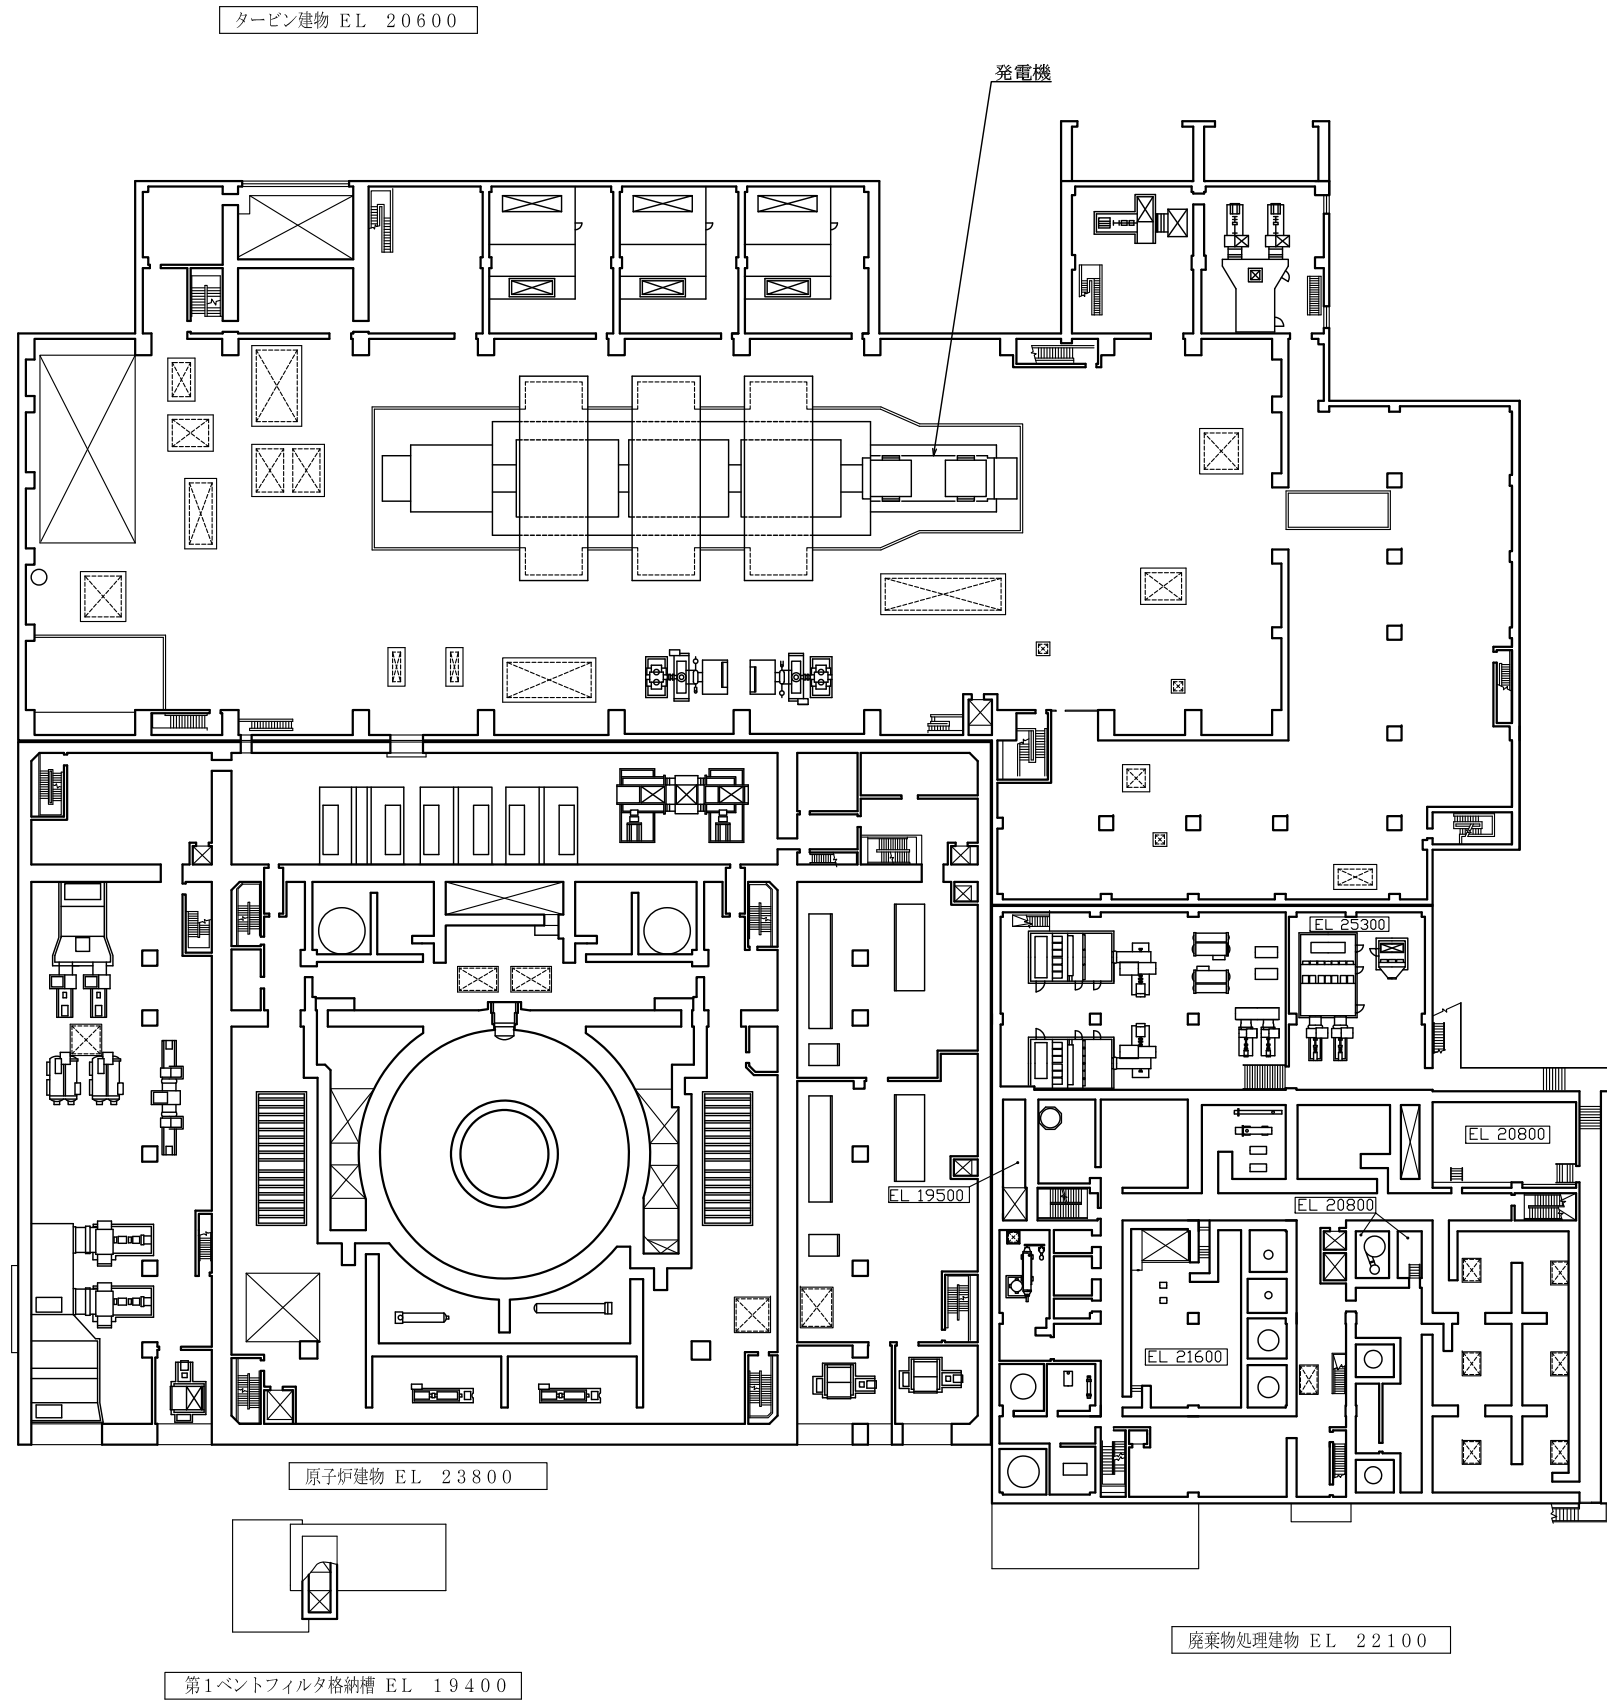 タービン建物 EL 20600
発電機
EL 25300
EL 20800
EL 19500
EL 20800
EL 21600
原子炉建物 EL 23800
廃棄物処理建物 EL 22100
第1ベントフィルタ格納槽 EL 19400